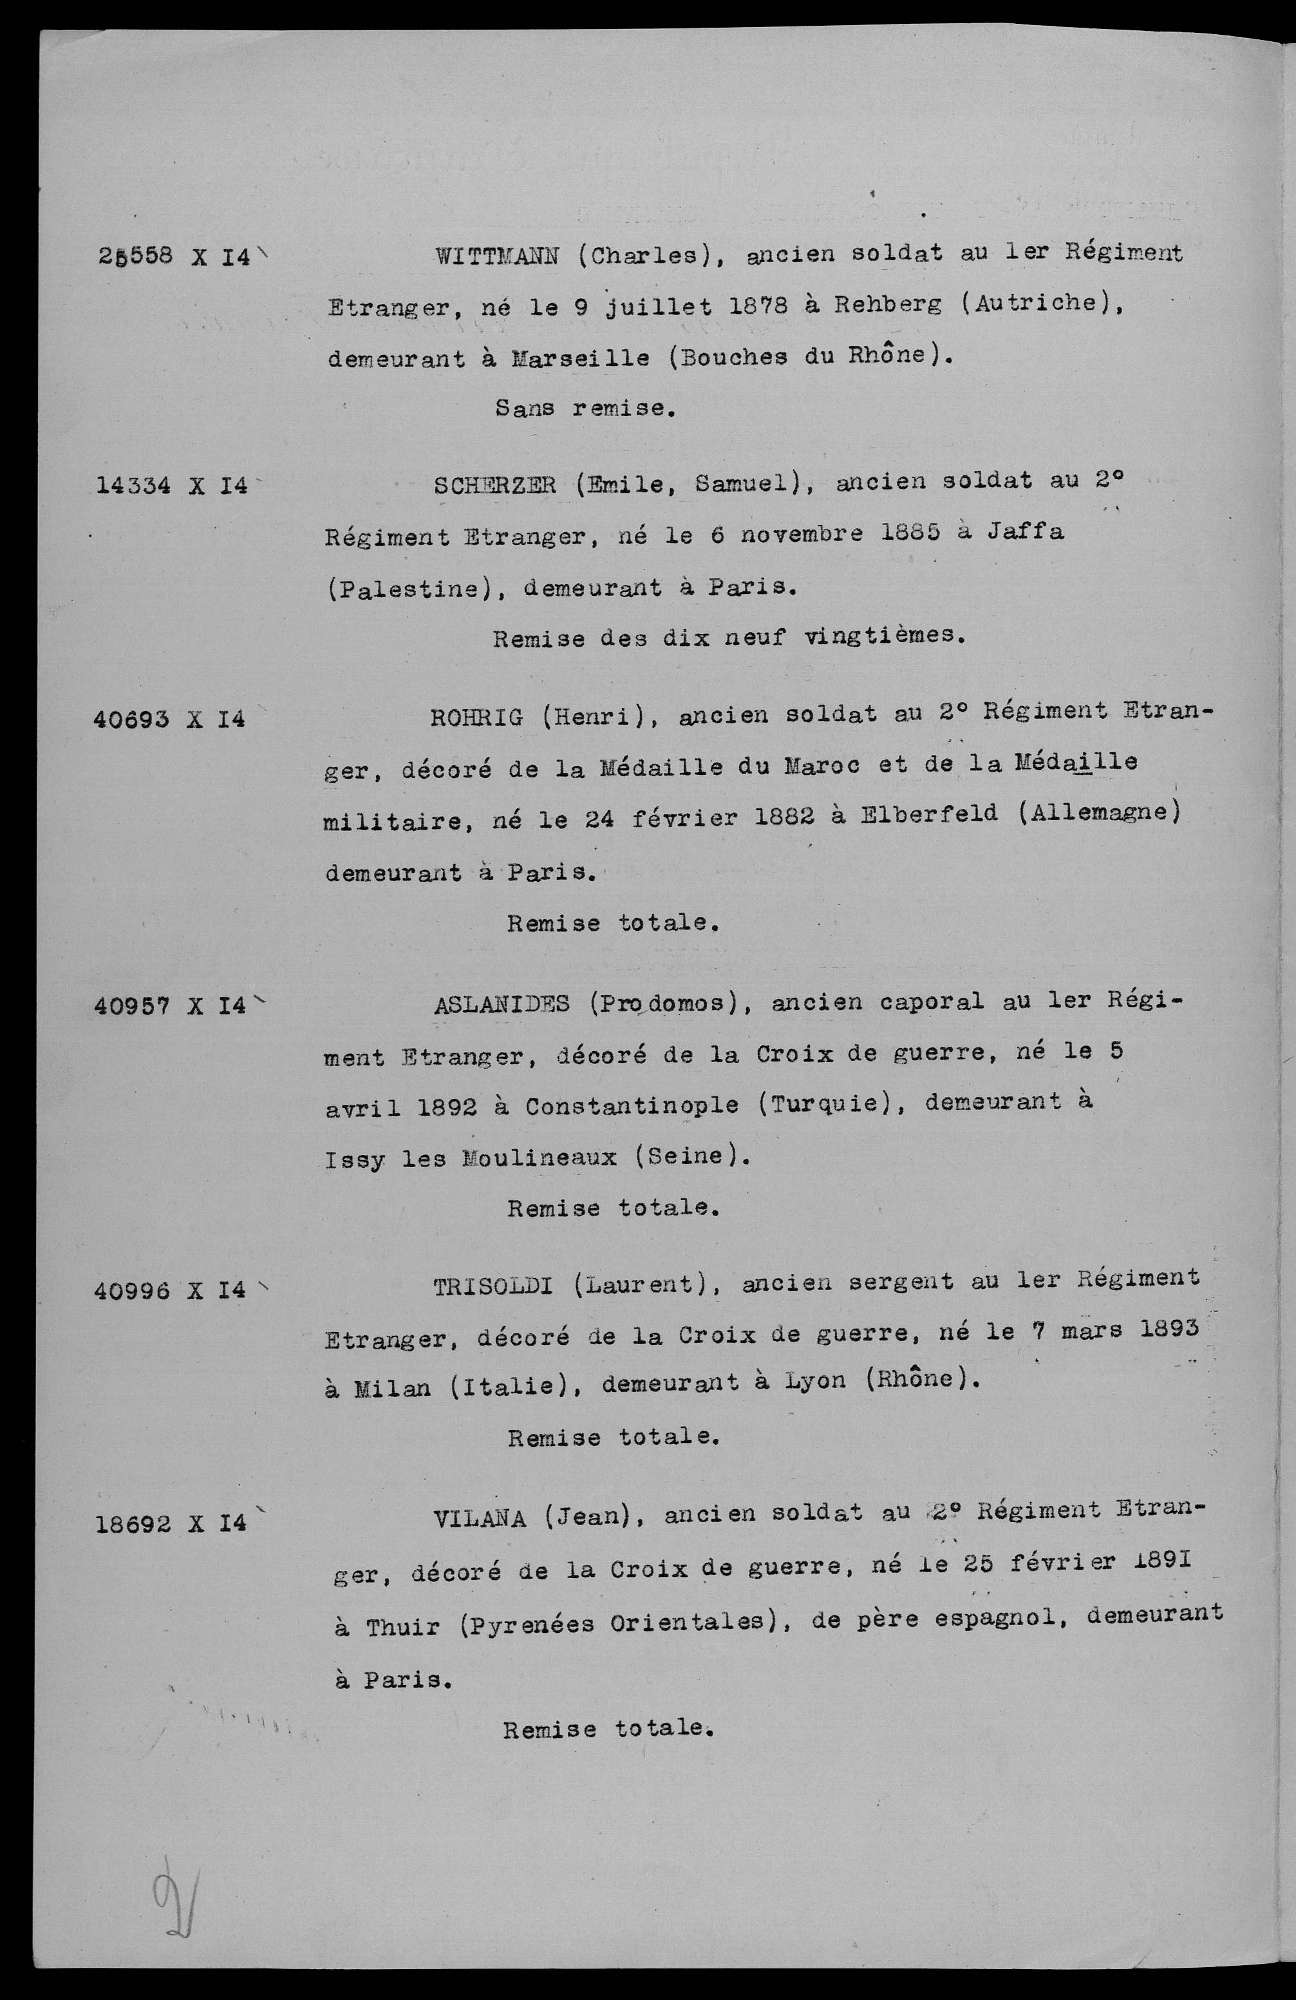 25558 X I4 WITTMANN (Charles), ancien soldat au 1er Régiment
Etranger, né le 9 juillet 1878 à Rehberg (Autriche),
demeurant à Marseille (Bouches du Rhône).
Sans remise.
14334 X I4 SCHERZER (Emile, Samuel), ancien soldat au 2°
Régiment Etranger, né le 6 novembre 1885 à Jaffa
(Palestine), demeurant à Paris.
Remise des dix neuf vingtièmes.
40693 X I4 ROHRIG (Henri), ancien soldat au 2° Régiment Etran-
ger, décoré de la Médaille du Maroc et de la Médaille
militaire, né le 24 février 1882 à Elberfeld (Allemagne)
demeurant à Paris.
Remise totale.
40957 X I4 ASLANIDES (Prodomos), ancien caporal au 1er Régi-
ment Etranger, décoré de la Croix de guerre, né le 5
avril 1892 à Constantinople (Turquie), demeurant à
Issy les Moulineaux (Seine).
Remise totale.
40996 X I4 TRISOLDI (Laurent), ancien sergent au 1er Régiment
Etranger, décoré de la Croix de guerre, né le 7 mars 1893
à Milan (Italie), demeurant à Lyon (Rhône).
Remise totale.
18692 X I4 VILANA (Jean), ancien soldat au 2° Régiment Etran-
ger, décoré de la Croix de guerre, né le 25 février 189I
à Thuir (Pyrenées Orientales), de père espagnol, demeurant
à Paris.
Remise totale.